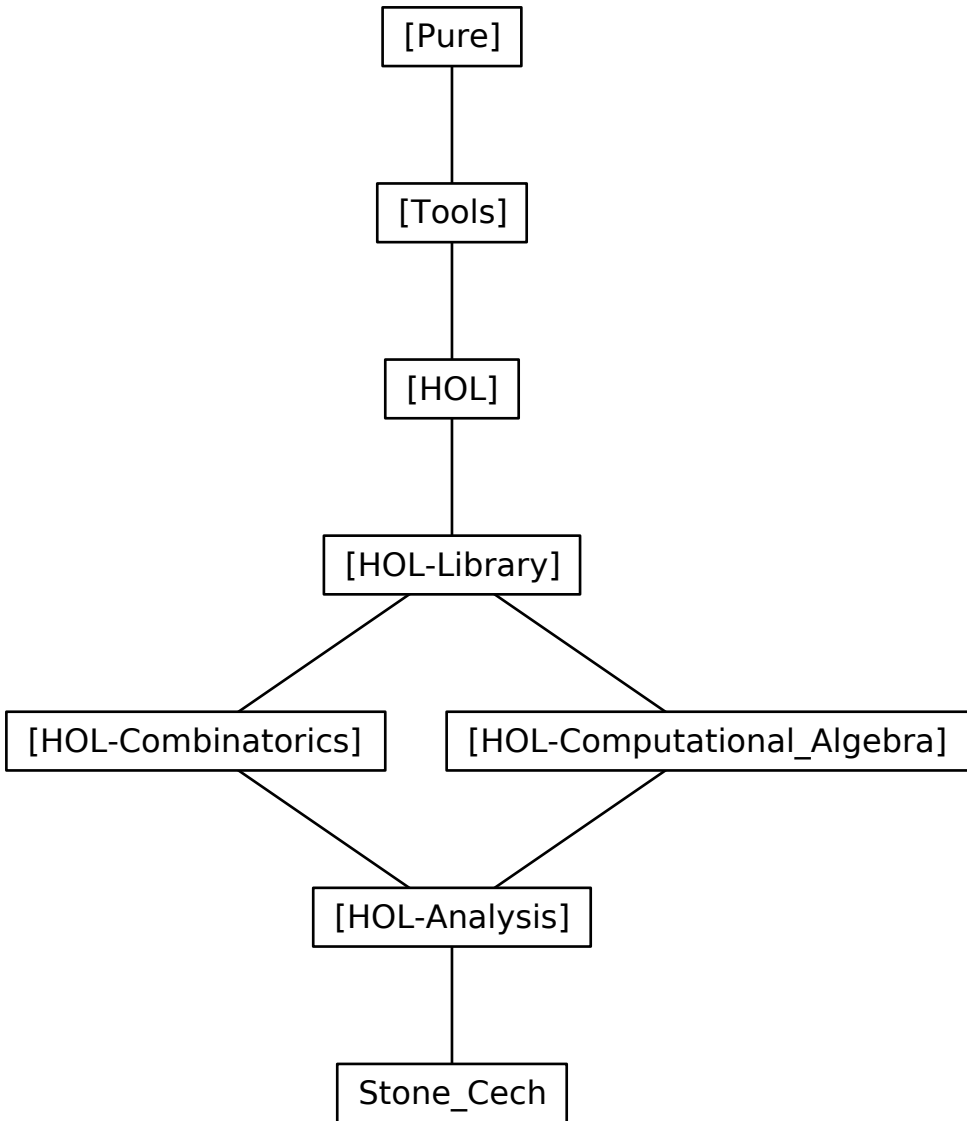 [Pure]
[Tools]
[HOL]
[HOL-Library]
[HOL-Combinatorics]
[HOL-Computational_Algebra]
[HOL-Analysis]
Stone_Cech